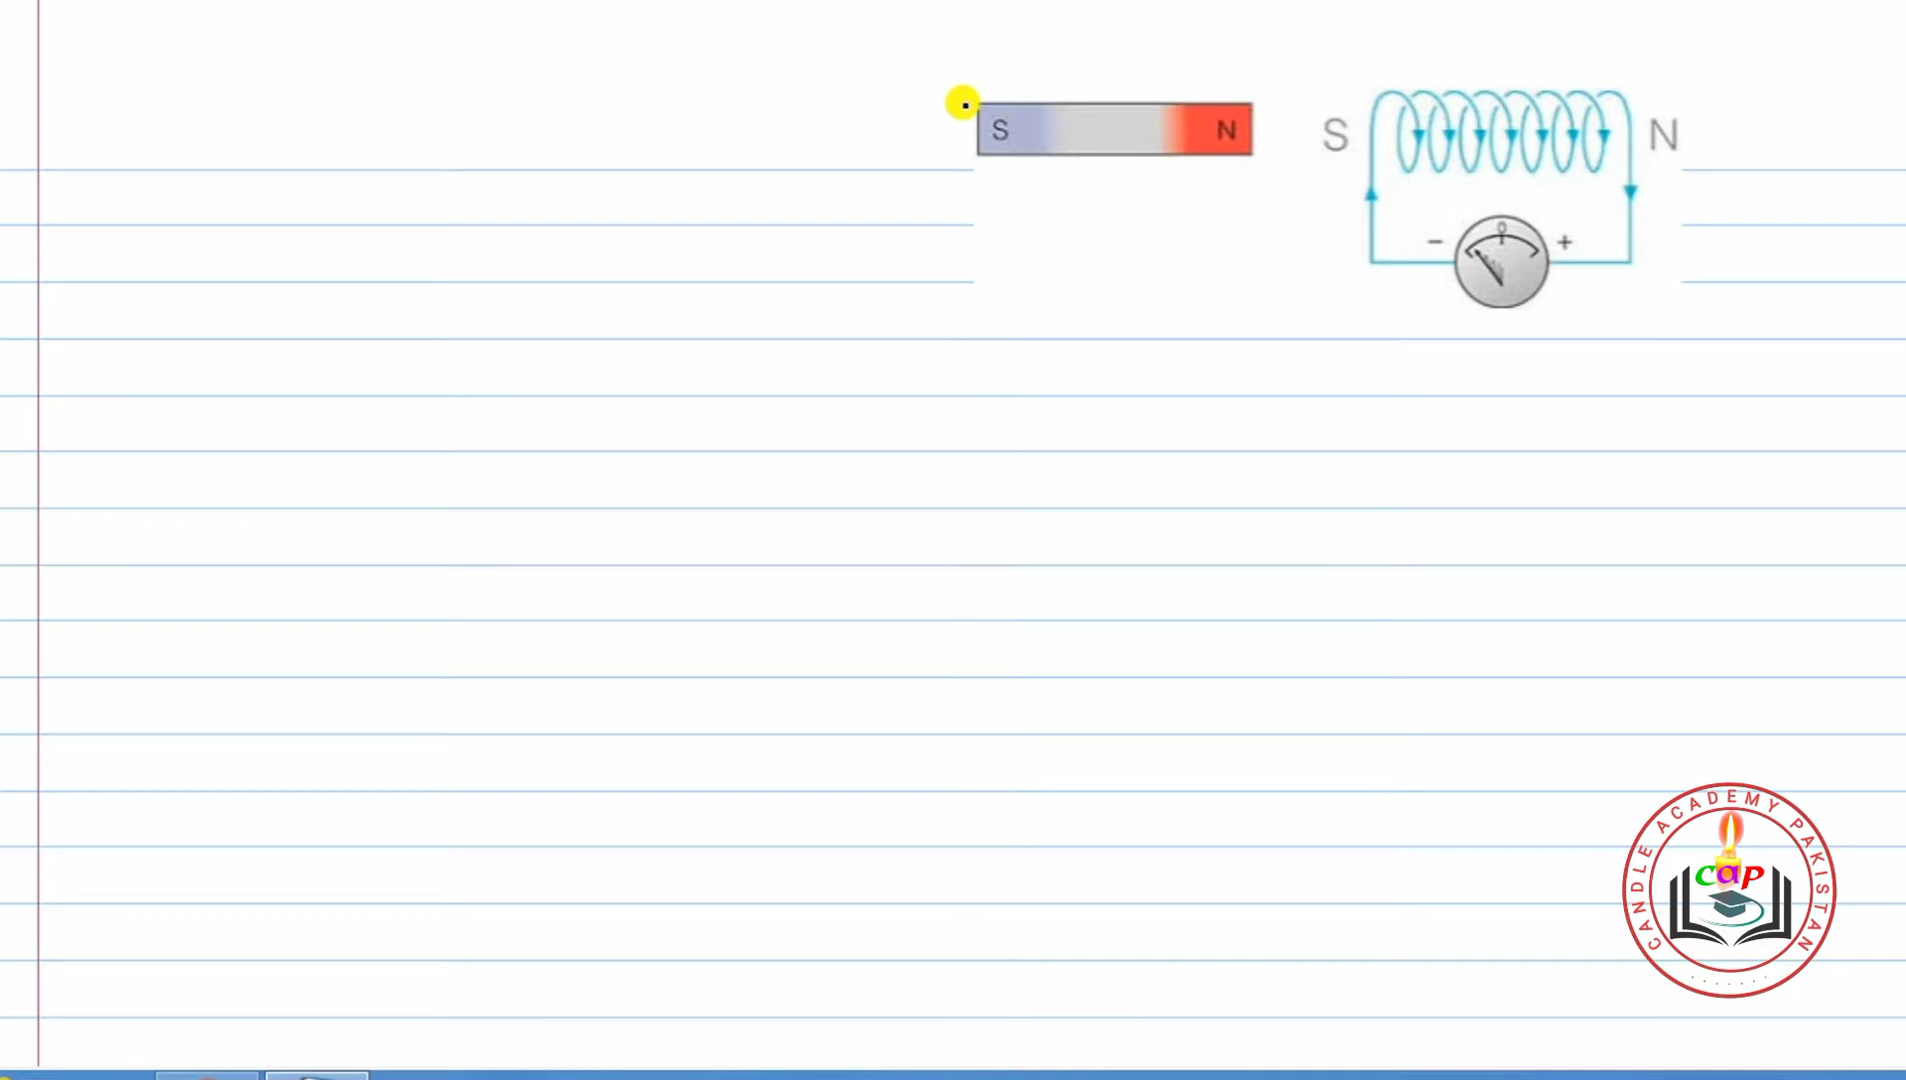 S N
S N
0
− +
CANDLE ACADEMY PAKISTAN
cap